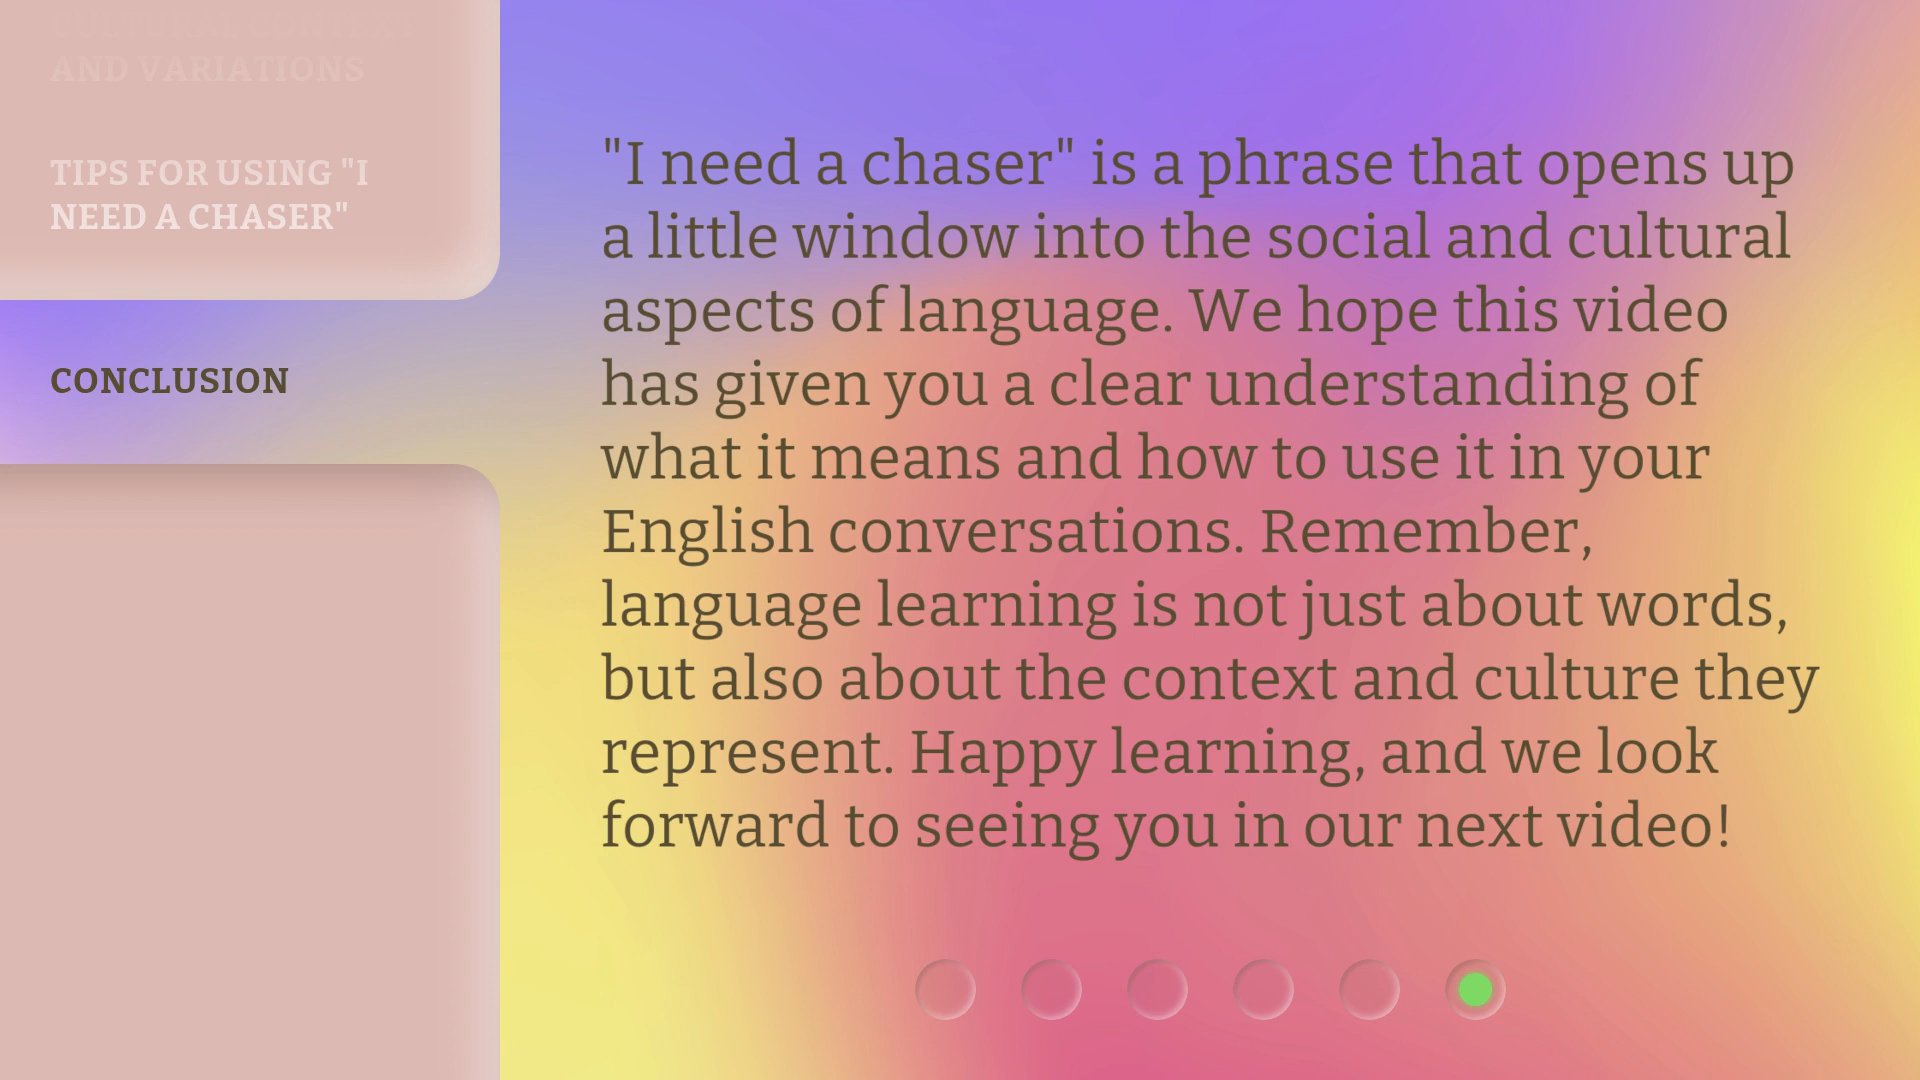 CULTURAL CONTEXT
AND VARIATIONS
TIPS FOR USING "I
NEED A CHASER"
CONCLUSION
"I need a chaser" is a phrase that opens up
a little window into the social and cultural
aspects of language. We hope this video
has given you a clear understanding of
what it means and how to use it in your
English conversations. Remember,
language learning is not just about words,
but also about the context and culture they
represent. Happy learning, and we look
forward to seeing you in our next video!